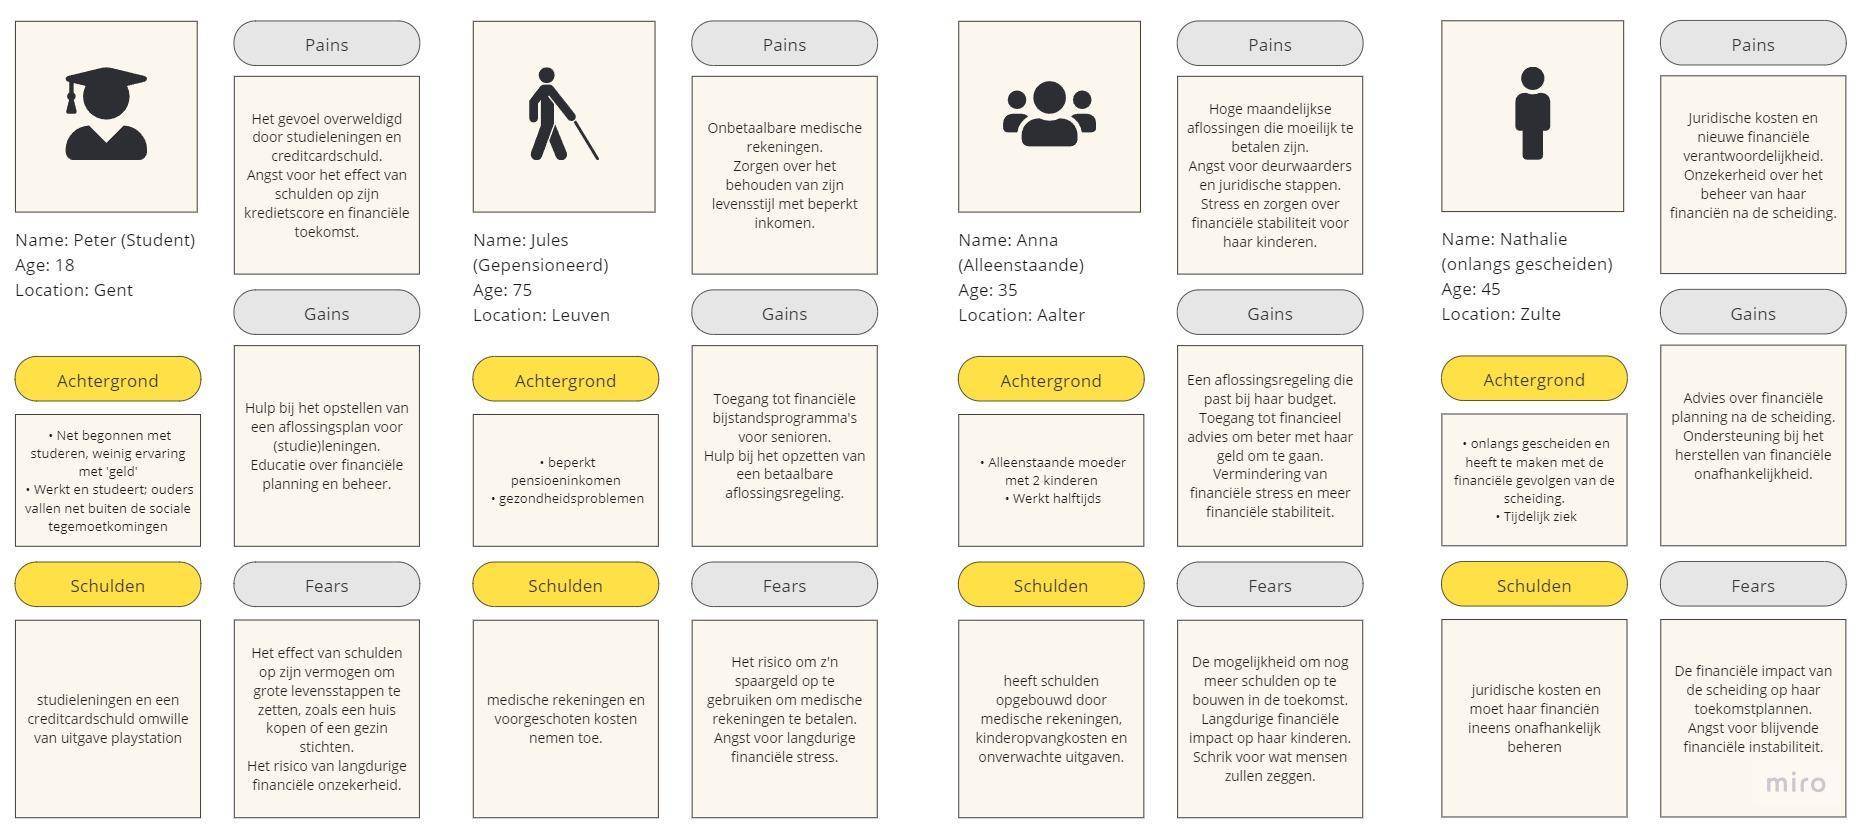 Name: Peter (Student)
Age: 18
Location: Gent
Achtergrond
• Net begonnen met
studeren, weinig ervaring
met 'geld'
• Werkt en studeert; ouders
vallen net buiten de sociale
tegemoetkomingen
Schulden
studieleningen en een
creditcardschuld omwille
van uitgave playstation
Pains
Het gevoel overweldigd
door studieleningen en
creditcardschuld.
Angst voor het effect van
schulden op zijn
kredietscore en financiële
toekomst.
Gains
Hulp bij het opstellen van
een aflossingsplan voor
(studie)leningen.
Educatie over financiële
planning en beheer.
Fears
Het effect van schulden
op zijn vermogen om
grote levensstappen te
zetten, zoals een huis
kopen of een gezin
stichten.
Het risico van langdurige
financiële onzekerheid.
Name: Jules
(Gepensioneerd)
Age: 75
Location: Leuven
Achtergrond
• beperkt
pensioeninkomen
• gezondheidsproblemen
Schulden
medische rekeningen en
voorgeschoten kosten
nemen toe.
Pains
Onbetaalbare medische
rekeningen.
Zorgen over het
behouden van zijn
levensstijl met beperkt
inkomen.
Gains
Toegang tot financiële
bijstandsprogramma's
voor senioren.
Hulp bij het opzetten van
een betaalbare
aflossingsregeling.
Fears
Het risico om z'n
spaargeld op te
gebruiken om medische
rekeningen te betalen.
Angst voor langdurige
financiële stress.
Name: Anna
(Alleenstaande)
Age: 35
Location: Aalter
Achtergrond
• Alleenstaande moeder
met 2 kinderen
• Werkt halftijds
Schulden
heeft schulden
opgebouwd door
medische rekeningen,
kinderopvangkosten en
onverwachte uitgaven.
Pains
Hoge maandelijkse
aflossingen die moeilijk te
betalen zijn.
Angst voor deurwaarders
en juridische stappen.
Stress en zorgen over
financiële stabiliteit voor
haar kinderen.
Gains
Een aflossingsregeling die
past bij haar budget.
Toegang tot financieel
advies om beter met haar
geld om te gaan.
Vermindering van
financiële stress en meer
financiële stabiliteit.
Fears
De mogelijkheid om nog
meer schulden op te
bouwen in de toekomst.
Langdurige financiële
impact op haar kinderen.
Schrik voor wat mensen
zullen zeggen.
Name: Nathalie
(onlangs gescheiden)
Age: 45
Location: Zulte
Achtergrond
• onlangs gescheiden en
heeft te maken met de
financiële gevolgen van de
scheiding.
• Tijdelijk ziek
Schulden
juridische kosten en
moet haar financiën
ineens onafhankelijk
beheren
Pains
Juridische kosten en
nieuwe financiële
verantwoordelijkheid.
Onzekerheid over het
beheer van haar
financiën na de scheiding.
Gains
Advies over financiële
planning na de scheiding.
Ondersteuning bij het
herstellen van financiële
onafhankelijkheid.
Fears
De financiële impact van
de scheiding op haar
toekomstplannen.
Angst voor blijvende
financiële instabiliteit.
miro